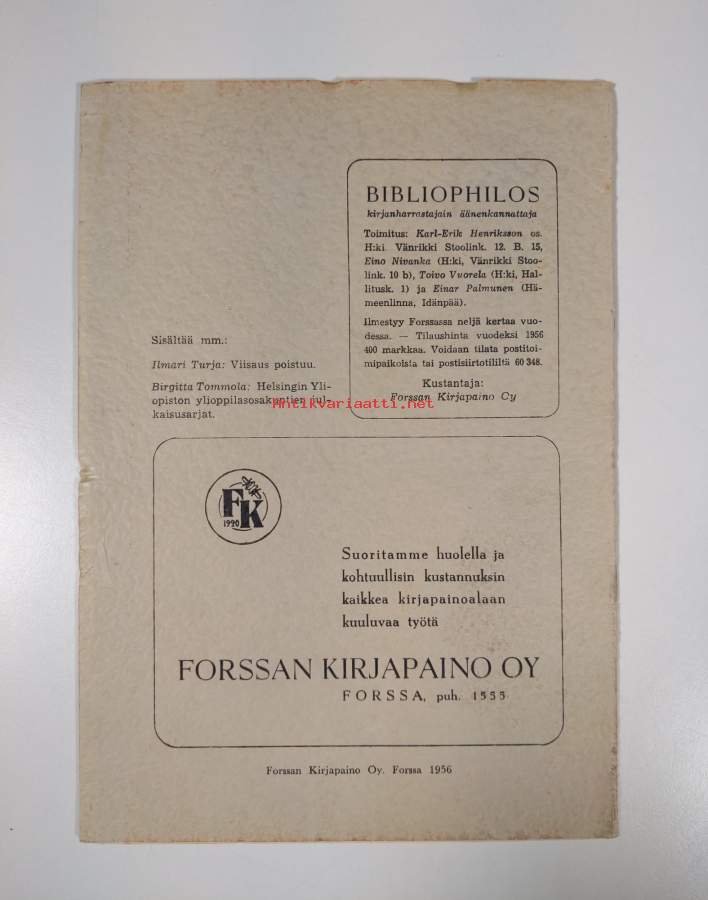 BIBLIOPHILOS
kirjanharrastajain äänenkannattaja
Toimitus: Karl-Erik Henriksson os.
H:ki. Vänrikki Stoolink. 12. B. 15,
Eino Nivanka (H:ki, Vänrikki Stoo-
link. 10 b), Toivo Vuorela (H:ki, Hal-
litusk. 1) ja Einar Palmunen (Hä-
meenlinna, Idänpää).
Ilmestyy Forssassa neljä kertaa vuo-
dessa. — Tilaushinta vuodeksi 1956
400 markkaa. Voidaan tilata postitoi-
mipaikoista tai postisiirtotililtä 60 348.
Kustantaja:
Forssan Kirjapaino Oy
Sisältää mm.:
Ilmari Turja: Viisaus poistuu.
Birgitta Tommola: Helsingin Yli-
opiston ylioppilasosakuntien jul-
kaisusarjat.
Antikvariaatti.net
FK
1920
Suoritamme huolella ja
kohtuullisin kustannuksin
kaikkea kirjapainoalaan
kuuluvaa työtä
FORSSAN KIRJAPAINO OY
FORSSA, puh. 1555
Forssan Kirjapaino Oy. Forssa 1956